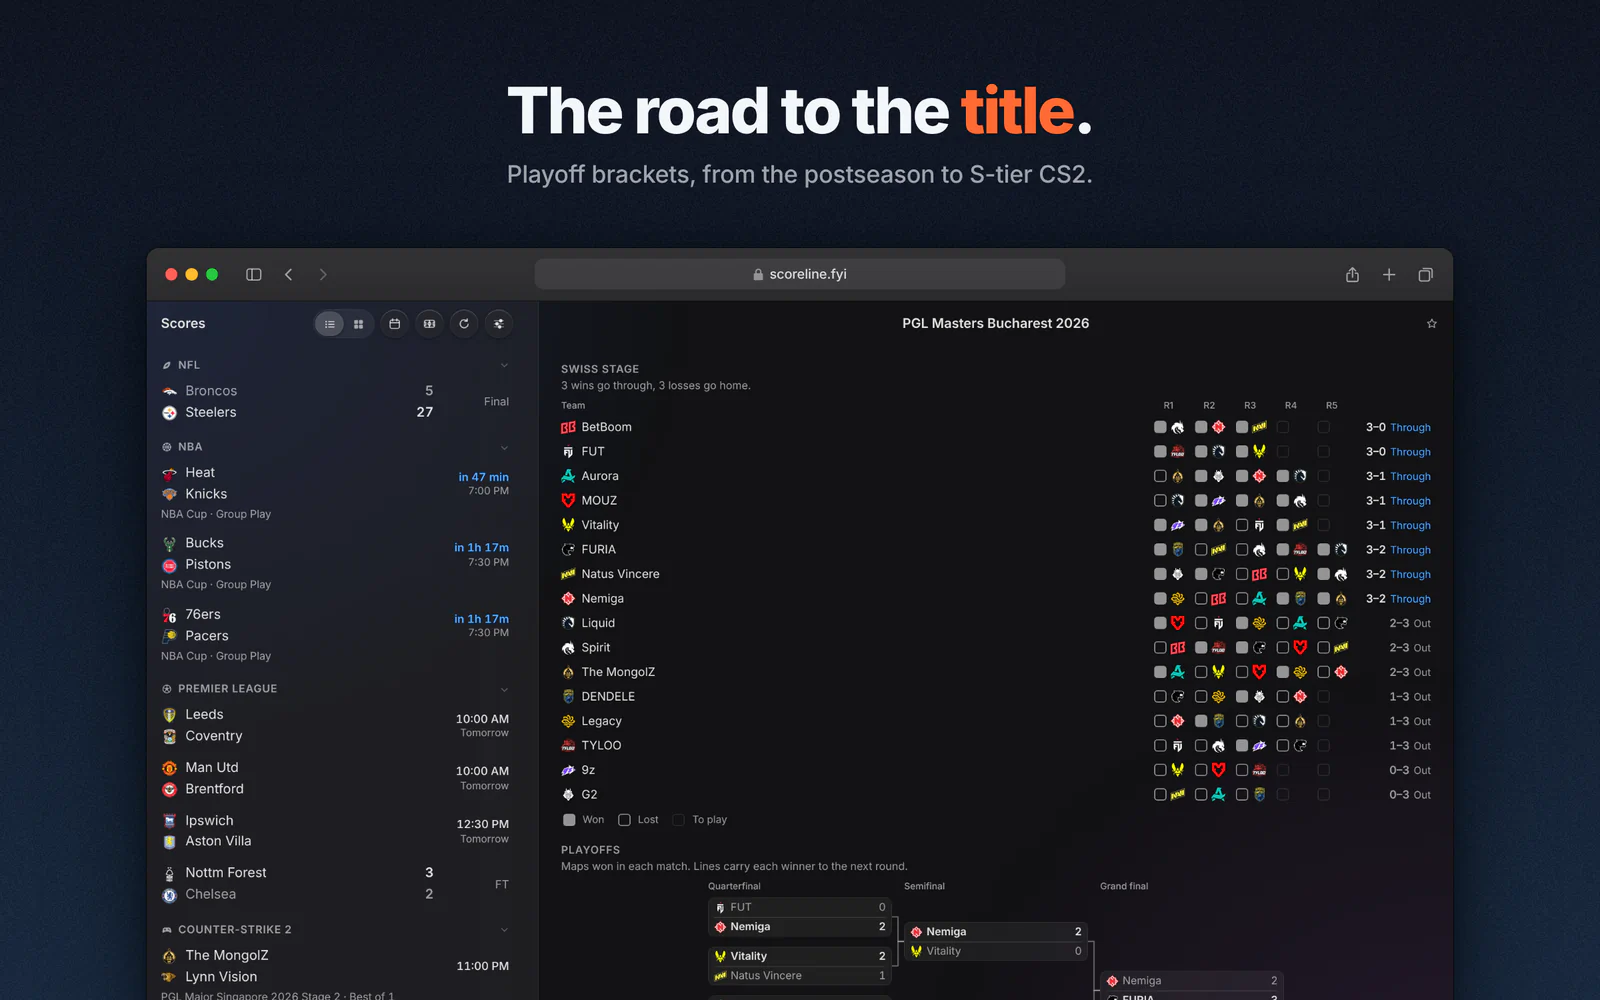 The road to the title.
Playoff brackets, from the postseason to S-tier CS2.
scoreline.fyi
Scores
NFL
Broncos 5
Steelers 27
Final
NBA
Heat
Knicks
in 47 min
7:00 PM
NBA Cup · Group Play
Bucks
Pistons
in 1h 17m
7:30 PM
NBA Cup · Group Play
76ers
Pacers
in 1h 17m
7:30 PM
NBA Cup · Group Play
PREMIER LEAGUE
Leeds
Coventry
10:00 AM
Tomorrow
Man Utd
Brentford
10:00 AM
Tomorrow
Ipswich
Aston Villa
12:30 PM
Tomorrow
Nottm Forest 3
Chelsea 2
FT
COUNTER-STRIKE 2
The MongolZ
Lynn Vision
11:00 PM
PGL Major Singapore 2026 Stage 2 · Best of 1
PGL Masters Bucharest 2026
SWISS STAGE
3 wins go through, 3 losses go home.
Team R1 R2 R3 R4 R5
BetBoom 3–0 Through
FUT 3–0 Through
Aurora 3–1 Through
MOUZ 3–1 Through
Vitality 3–1 Through
FURIA 3–2 Through
Natus Vincere 3–2 Through
Nemiga 3–2 Through
Liquid 2–3 Out
Spirit 2–3 Out
The MongolZ 2–3 Out
DENDELE 1–3 Out
Legacy 1–3 Out
TYLOO 1–3 Out
9z 0–3 Out
G2 0–3 Out
Won Lost To play
PLAYOFFS
Maps won in each match. Lines carry each winner to the next round.
Quarterfinal Semifinal Grand final
FUT 0
Nemiga 2
Vitality 2
Natus Vincere 1
Nemiga 2
Vitality 0
Nemiga 2
FURIA 3